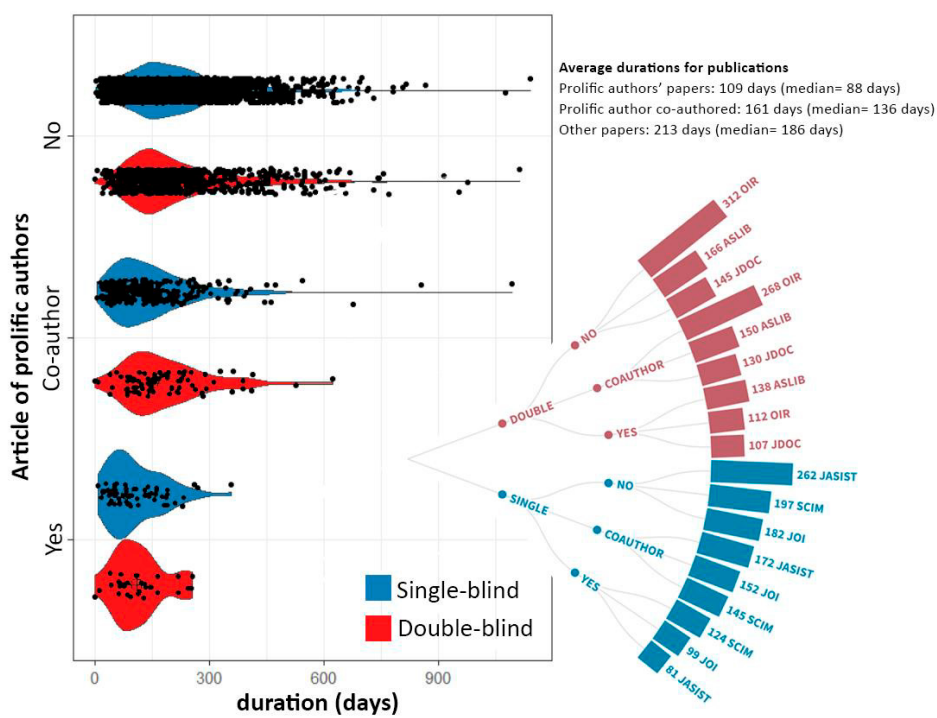 Article of prolific authors
No
Co-author
Yes
Single-blind
Double-blind
0
300
600
900
duration (days)
Average durations for publications
Prolific authors' papers: 109 days (median= 88 days)
Prolific author co-authored: 161 days (median= 136 days)
Other papers: 213 days (median= 186 days)
DOUBLE
NO
312 OIR
166 ASLIB
145 JDOC
COAUTHOR
268 OIR
150 ASLIB
130 JDOC
YES
138 ASLIB
112 OIR
107 JDOC
SINGLE
NO
262 JASIST
197 SCIM
182 JOI
COAUTHOR
172 JASIST
152 JOI
145 SCIM
YES
124 SCIM
99 JOI
81 JASIST